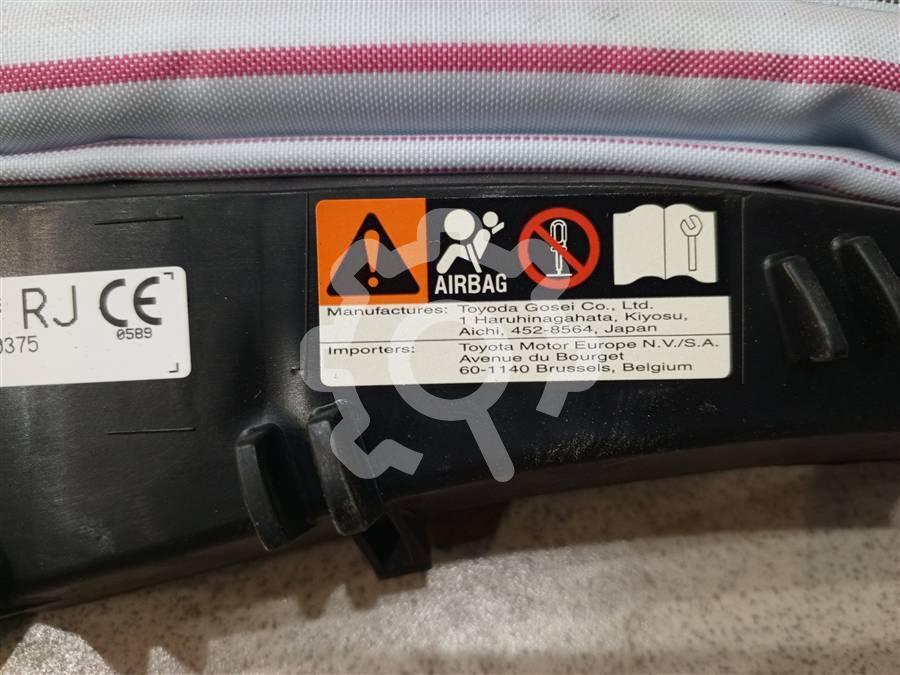 RJ CE
0375 0589
AIRBAG
Manufactures: Toyoda Gosei Co., Ltd.
1 Haruhinagahata, Kiyosu,
Aichi, 452-8564, Japan
Importers: Toyota Motor Europe N.V./S.A.
Avenue du Bourget
60-1140 Brussels, Belgium